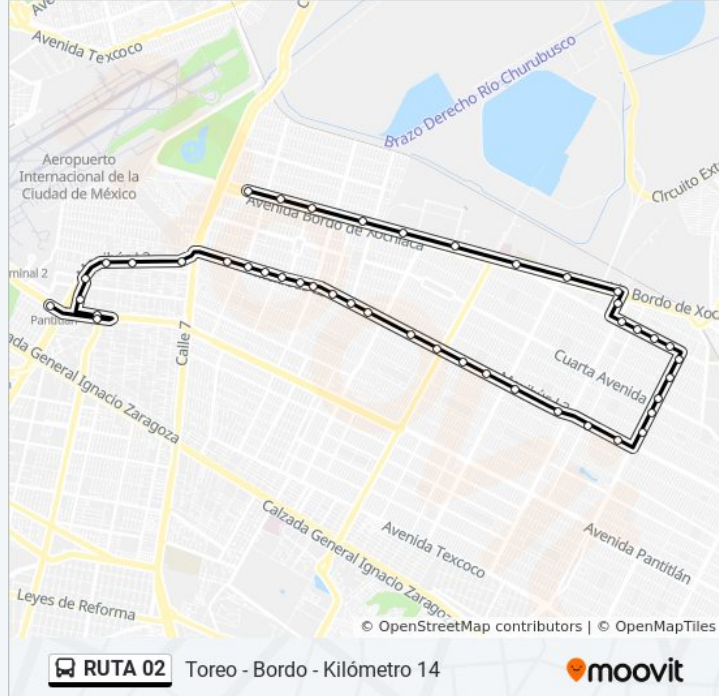 Avenida Texcoco
Brazo Derecho Río Churubusco
Aeropuerto
Internacional de la
Ciudad de México
Circuito Ext
Avenida Bordo de Xochiaca
minal 2
Bordo de Xoc
Pantitlán
Calle 7
Cuarta Avenida
Calzada General Ignacio Zaragoza
Calzada General Ignacio Zaragoza
Avenida Texcoco
Avenida Pantitlán
Leyes de Reforma
© OpenStreetMap contributors | © OpenMapTiles
RUTA 02 Toreo - Bordo - Kilómetro 14
moovit